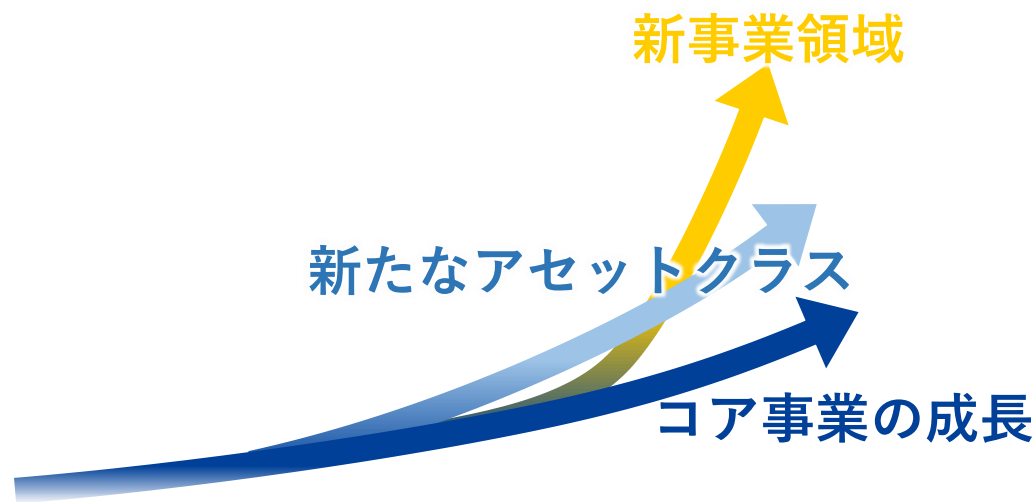 新事業領域
新たなアセットクラス
コア事業の成長